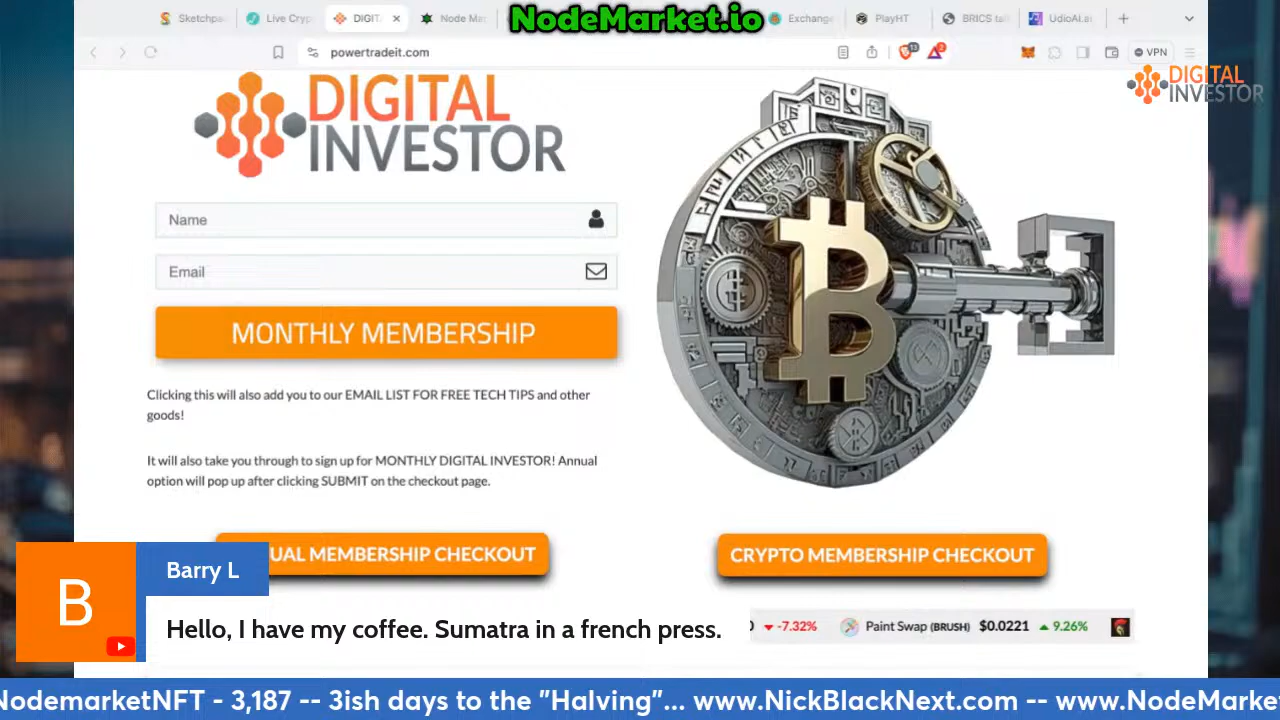 Sketchpa
Live Cryp
DIGIT
Node Mar
NodeMarket.io
Exchange
PlayHT
BRICS tal
UdioAI.a
powertradeit.com
13
2
VPN
DIGITAL
INVESTOR
DIGITAL
INVESTOR
Name
Email
MONTHLY MEMBERSHIP
Clicking this will also add you to our EMAIL LIST FOR FREE TECH TIPS and other
goods!
It will also take you through to sign up for MONTHLY DIGITAL INVESTOR! Annual
option will pop up after clicking SUBMIT on the checkout page.
UAL MEMBERSHIP CHECKOUT
CRYPTO MEMBERSHIP CHECKOUT
B
Barry L
Hello, I have my coffee. Sumatra in a french press.
-7.32% Paint Swap (BRUSH) $0.0221 9.26%
NodemarketNFT - 3,187 -- 3ish days to the "Halving"... www.NickBlackNext.com -- www.NodeMarke